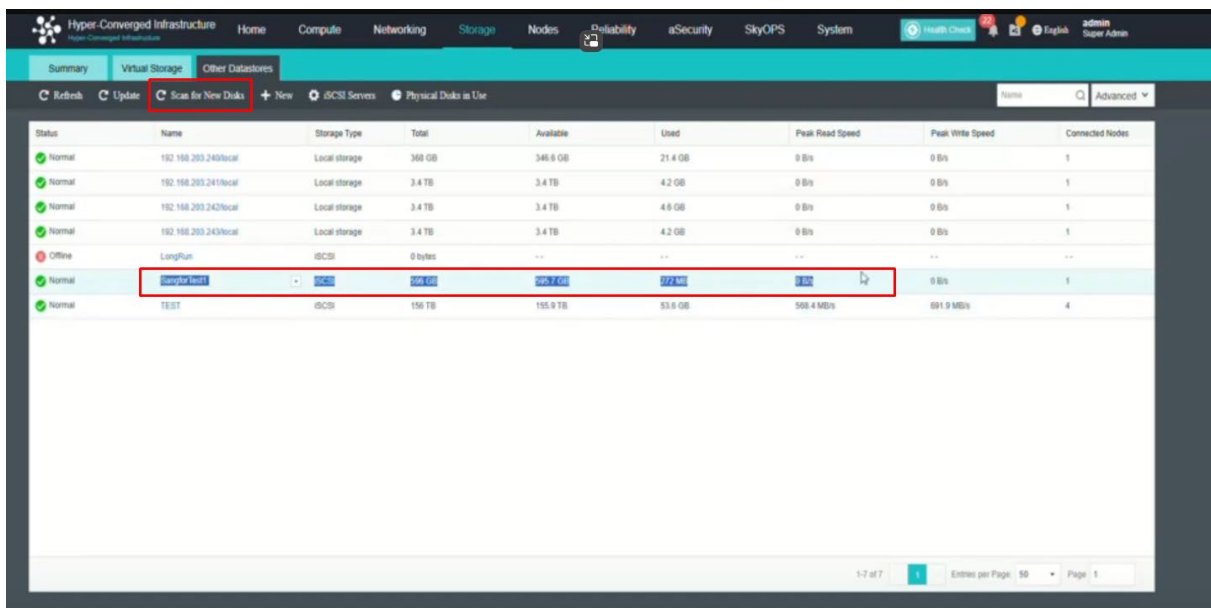 Hyper-Converged Infrastructure
Hyper-Converged Infrastructure
Home Compute Networking Storage Nodes Reliability aSecurity SkyOPS System Health Check 22 English admin
Super Admin
Summary Virtual Storage Other Datastores
Refresh Update Scan for New Disks New iSCSI Servers Physical Disks in Use Name Advanced
Status Name Storage Type Total Available Used Peak Read Speed Peak Write Speed Connected Nodes
Normal 192.168.203.240/local Local storage 368 GB 346.6 GB 21.4 GB 0 B/s 0 B/s 1
Normal 192.168.203.241/local Local storage 3.4 TB 3.4 TB 4.2 GB 0 B/s 0 B/s 1
Normal 192.168.203.242/local Local storage 3.4 TB 3.4 TB 4.6 GB 0 B/s 0 B/s 1
Normal 192.168.203.243/local Local storage 3.4 TB 3.4 TB 4.2 GB 0 B/s 0 B/s 1
Offline LongRun iSCSI 0 bytes - - - - - - - - - -
Normal SangforTest1 iSCSI 596 GB 595.7 GB 272 MB 0 B/s 0 B/s 1
Normal TEST iSCSI 156 TB 155.9 TB 53.6 GB 568.4 MB/s 691.9 MB/s 4
1-7 of 7 1 Entries per Page 50 Page 1